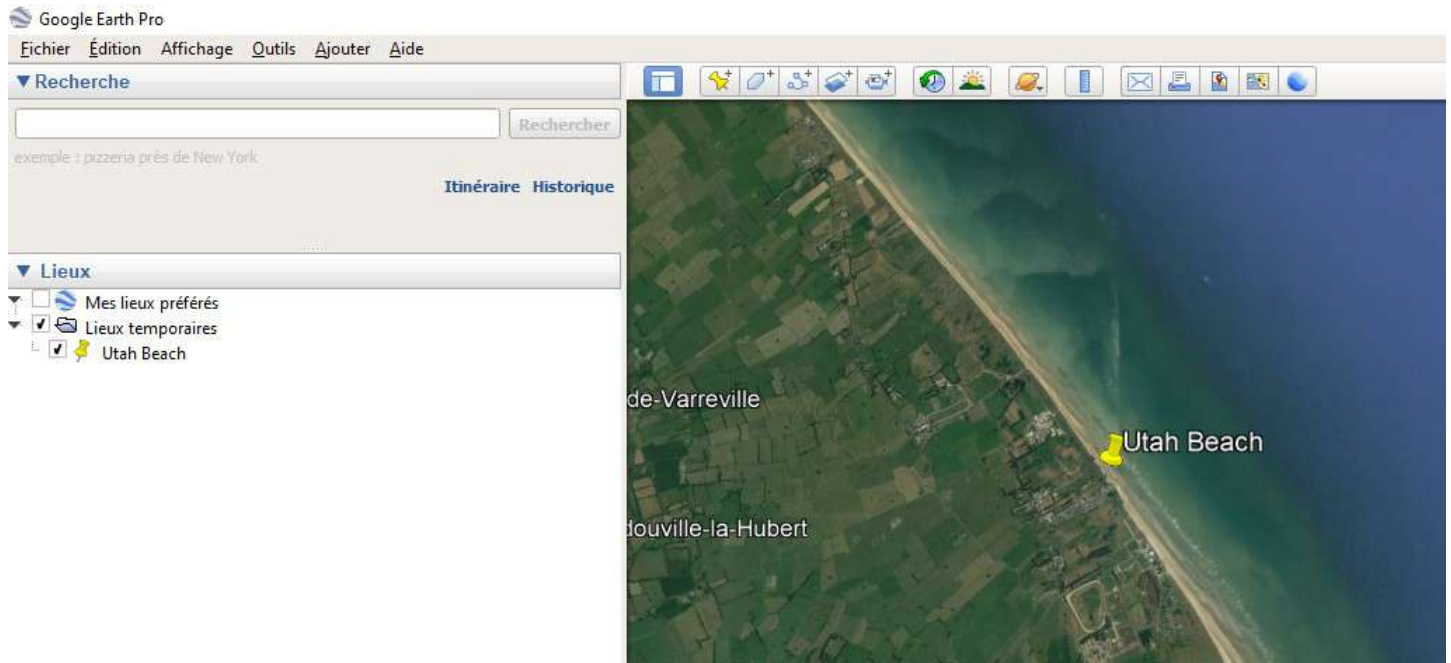 Google Earth Pro
Fichier Édition Affichage Outils Ajouter Aide
Recherche
Rechercher
exemple : pizzeria près de New York
Itinéraire Historique
Lieux
Mes lieux préférés
Lieux temporaires
Utah Beach
de-Varreville
Utah Beach
douville-la-Hubert